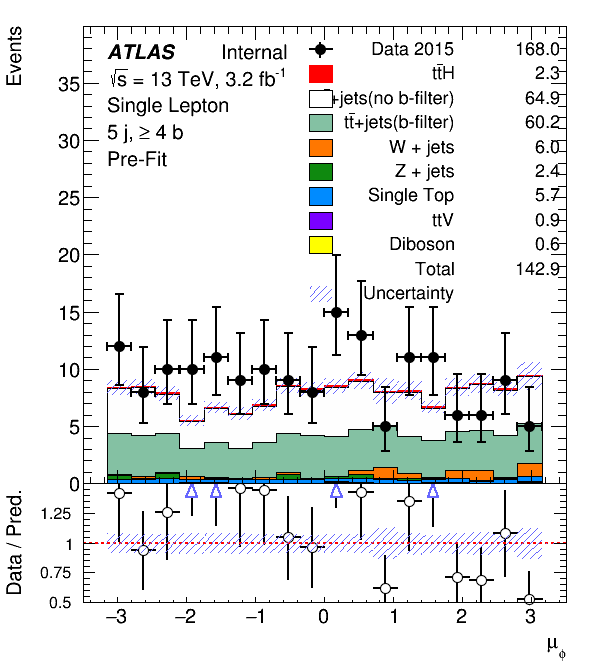 Events
ATLAS Internal
√s = 13 TeV, 3.2 fb⁻¹
Single Lepton
5 j, ≥ 4 b
Pre-Fit
Data 2015 168.0
tt̄H 2.3
+jets(no b-filter) 64.9
tt̄+jets(b-filter) 60.2
W + jets 6.0
Z + jets 2.4
Single Top 5.7
ttV 0.9
Diboson 0.6
Total 142.9
Uncertainty
35
30
25
20
15
10
5
0
Data / Pred.
1.25
1
0.75
0.5
−3 −2 −1 0 1 2 3
μϕ